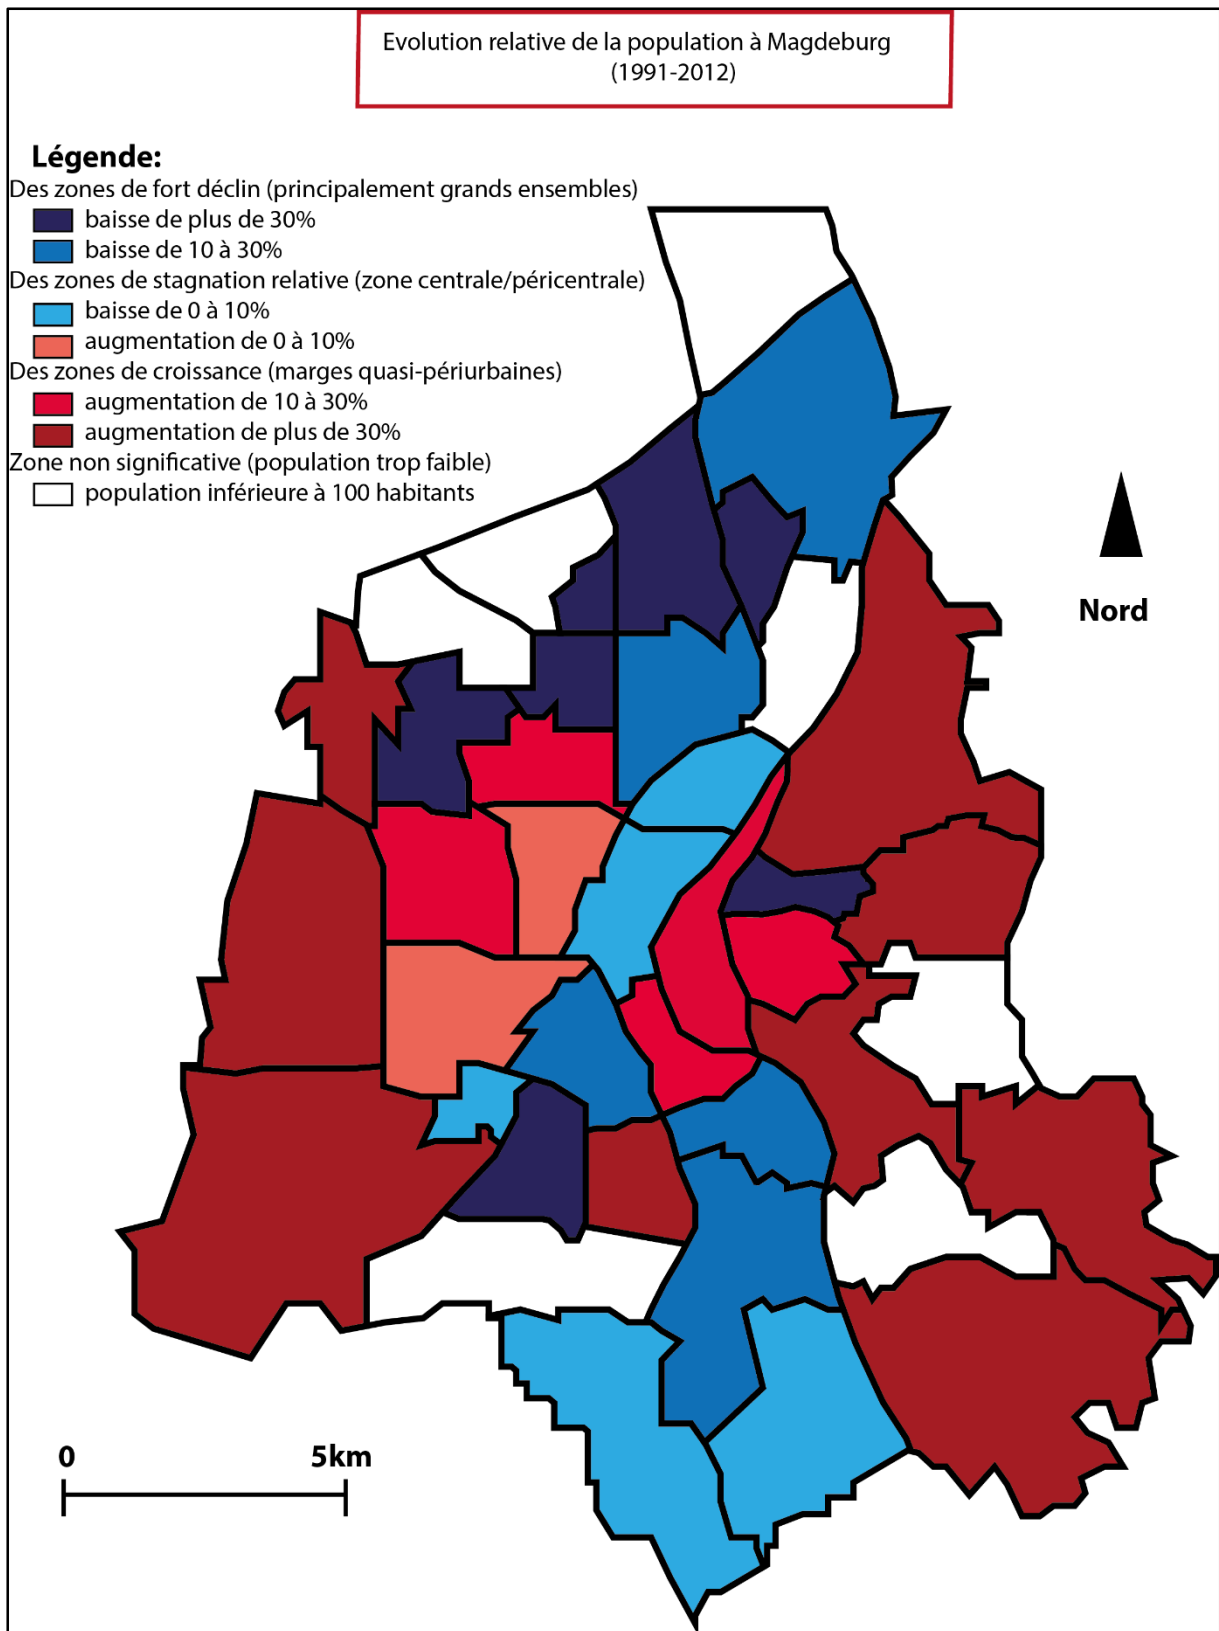 Evolution relative de la population à Magdeburg
(1991-2012)
Légende:
Des zones de fort déclin (principalement grands ensembles)
baisse de plus de 30%
baisse de 10 à 30%
Des zones de stagnation relative (zone centrale/péricentrale)
baisse de 0 à 10%
augmentation de 0 à 10%
Des zones de croissance (marges quasi-périurbaines)
augmentation de 10 à 30%
augmentation de plus de 30%
Zone non significative (population trop faible)
population inférieure à 100 habitants
Nord
0 5km